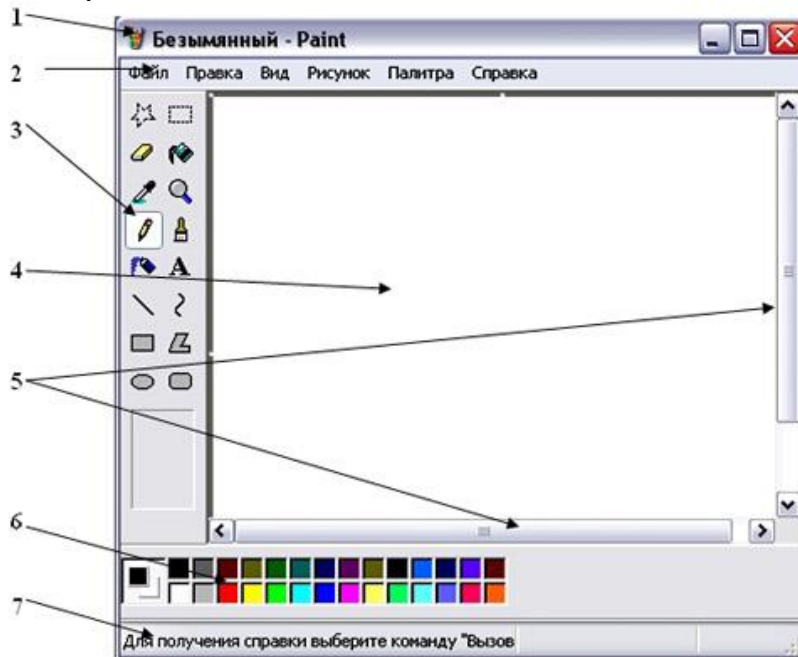 1
Безымянный - Paint
2
Файл Правка Вид Рисунок Палитра Справка
3
A
4
5
6
7
Для получения справки выберите команду "Вызов